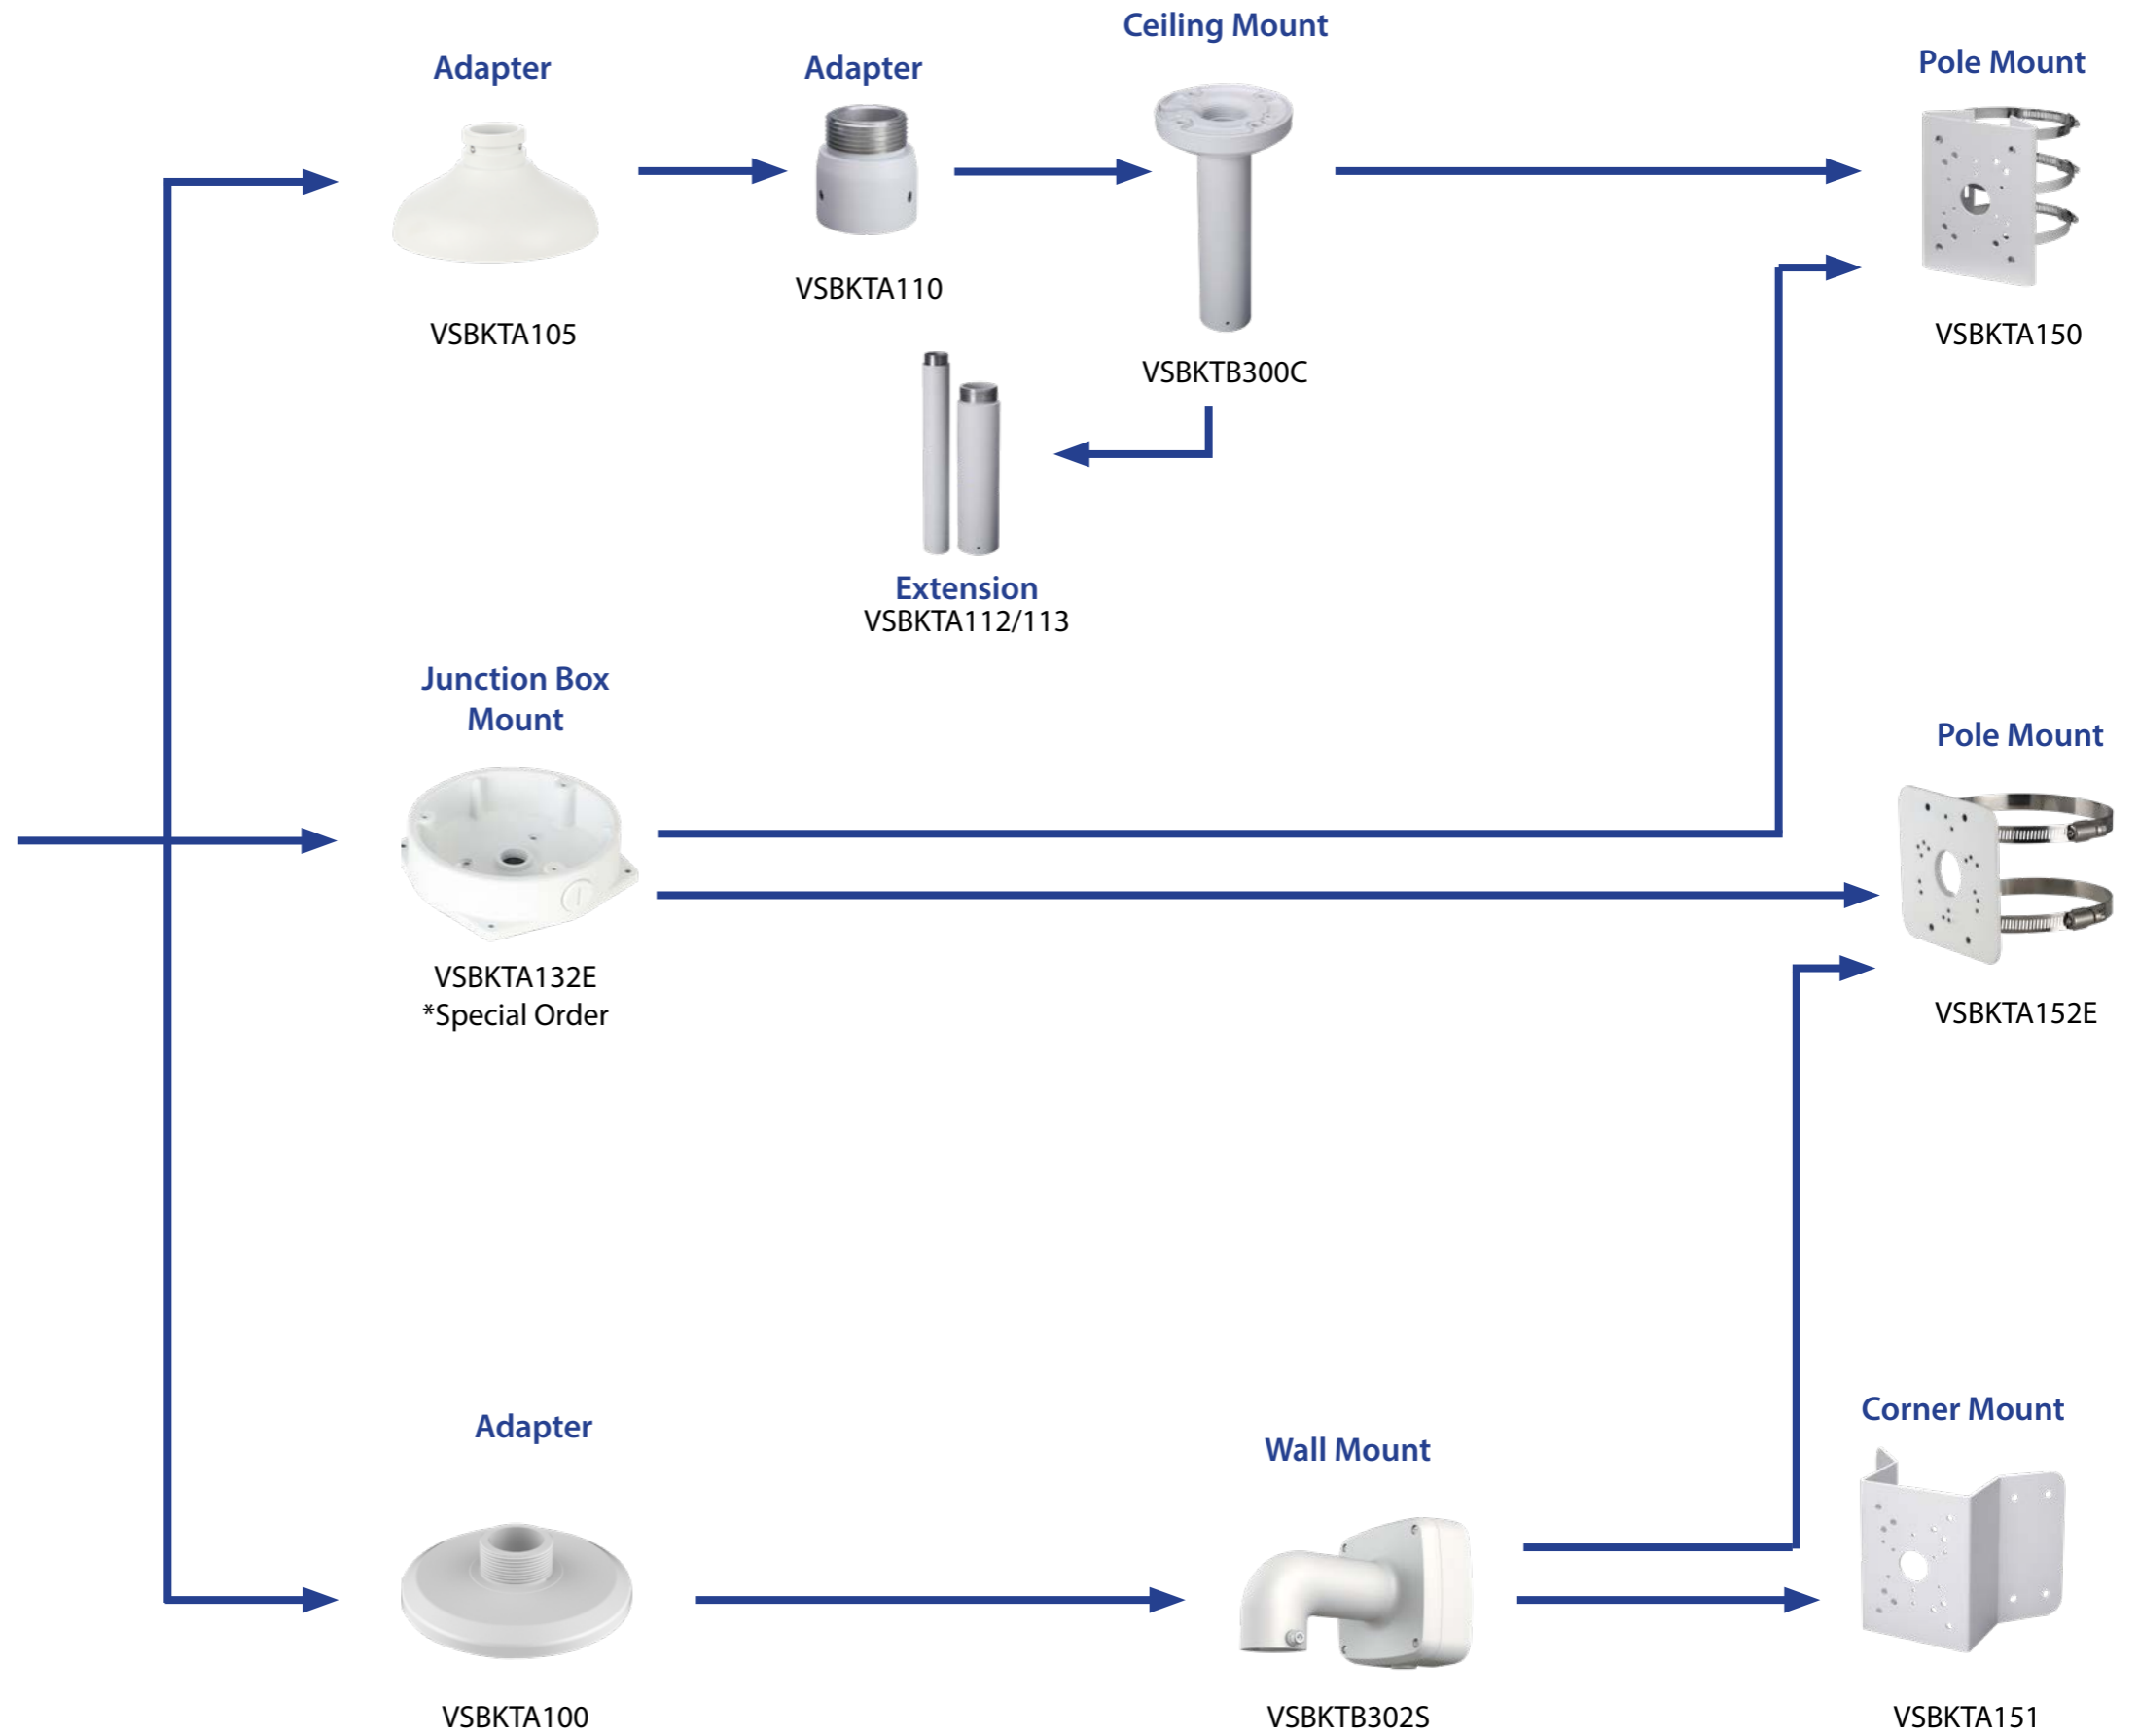 Ceiling Mount
Adapter
Adapter
Pole Mount
VSBKTA110
VSBKTA105
VSBKTB300C
VSBKTA150
Extension
VSBKTA112/113
Junction Box
Mount
Pole Mount
VSBKTA132E
*Special Order
VSBKTA152E
Adapter
Wall Mount
Corner Mount
VSBKTA100
VSBKTB302S
VSBKTA151